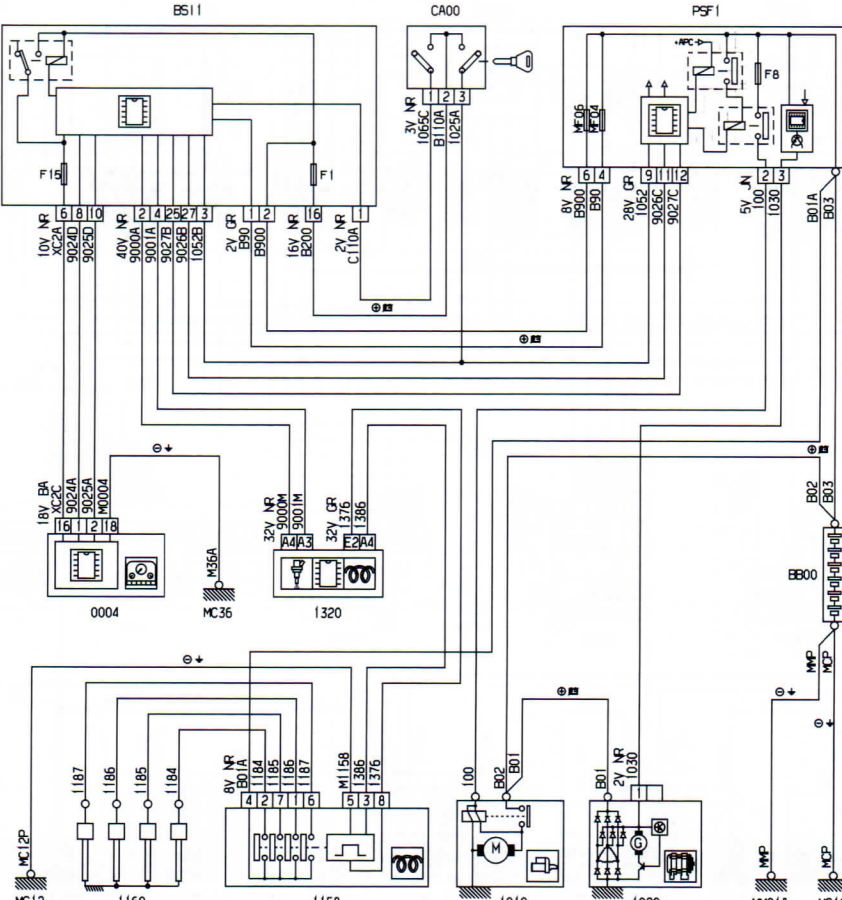 BSI1 CA00 PSF1
+APC
F8
MF06 MF04
F15 F1
1 2 3
6 8 10 2 4 25 27 3 1 2 16 1
6 4 9 11 12 2 3
10V NR XC2A 9024D 9025D
40V NR 9000A 9001A 9027B 9026B 1052B
2V GR B90 B900
16V NR B200
2V NR C110A
3V NR 1065C B110A 1025A
8V NR B900 B90
28V GR 1052 9026C 9027C
5V JN 100 1030
B01A B03
18V BA XC2C 9024A 9025A M0004
16 1 2 18
0004
M36A
MC36
32V NR 9000M 9001M
32V GR 1376 1386
A4 A3 E2 A4
1320
B02 B03
BB00
MMP MCP
1187 1186 1185 1184
8V NR B01A 1184 1185 1186 1187
M1158 1386 1376
4 2 7 1 6 5 3 8
100 B02 B01
M
B01
2V NR 1030
1
G
MC12P
MMP MCP